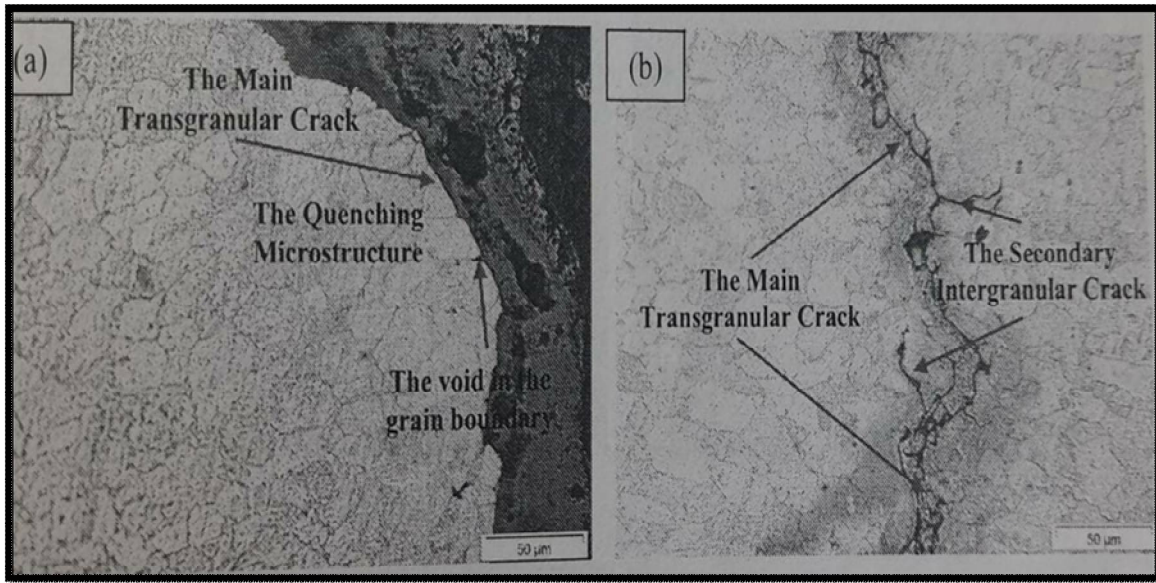 (a)
The Main
Transgranular Crack
The Quenching
Microstructure
The void in the
grain boundary
50 µm
(b)
The Main
Transgranular Crack
The Secondary
Intergranular Crack
50 µm